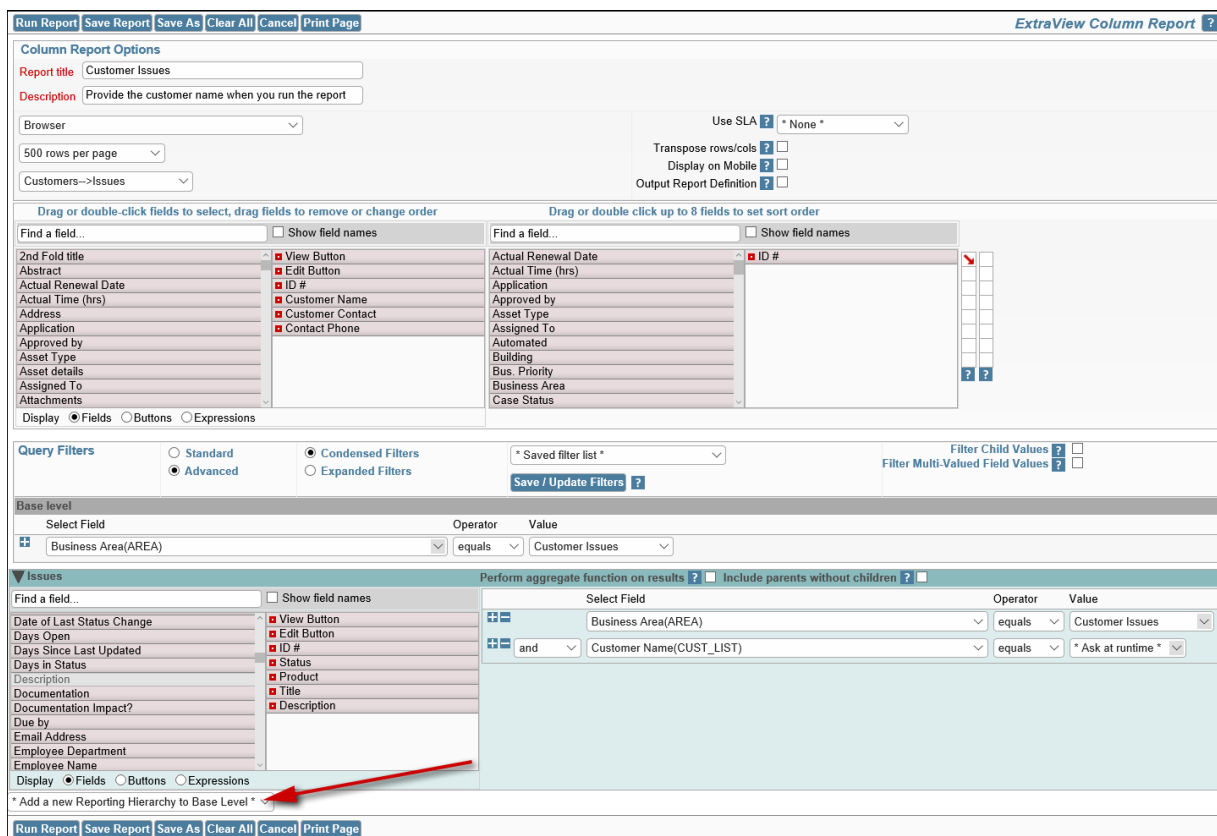 Run Report Save Report Save As Clear All Cancel Print Page ExtraView Column Report ?
Column Report Options
Report title Customer Issues
Description Provide the customer name when you run the report
Browser Use SLA ? * None *
500 rows per page Transpose rows/cols ?
Display on Mobile ?
Customers-->Issues Output Report Definition ?
Drag or double-click fields to select, drag fields to remove or change order Drag or double click up to 8 fields to set sort order
Find a field... Show field names Find a field... Show field names
2nd Fold title View Button Actual Renewal Date ID #
Abstract Edit Button Actual Time (hrs)
Actual Renewal Date ID # Application
Actual Time (hrs) Customer Name Approved by
Address Customer Contact Asset Type
Application Contact Phone Assigned To
Approved by Automated
Asset Type Building
Asset details Bus. Priority ? ?
Assigned To Business Area
Attachments Case Status
Display Fields Buttons Expressions
Query Filters Standard Condensed Filters * Saved filter list * Filter Child Values ?
Advanced Expanded Filters Filter Multi-Valued Field Values ?
Save / Update Filters ?
Base level
Select Field Operator Value
Business Area(AREA) equals Customer Issues
Issues Perform aggregate function on results ? Include parents without children ?
Find a field... Show field names Select Field Operator Value
Date of Last Status Change View Button Business Area(AREA) equals Customer Issues
Days Open Edit Button
Days Since Last Updated ID # and Customer Name(CUST_LIST) equals * Ask at runtime *
Days in Status Status
Description Product
Documentation Title
Documentation Impact? Description
Due by
Email Address
Employee Department
Employee Name
Display Fields Buttons Expressions
* Add a new Reporting Hierarchy to Base Level *
Run Report Save Report Save As Clear All Cancel Print Page